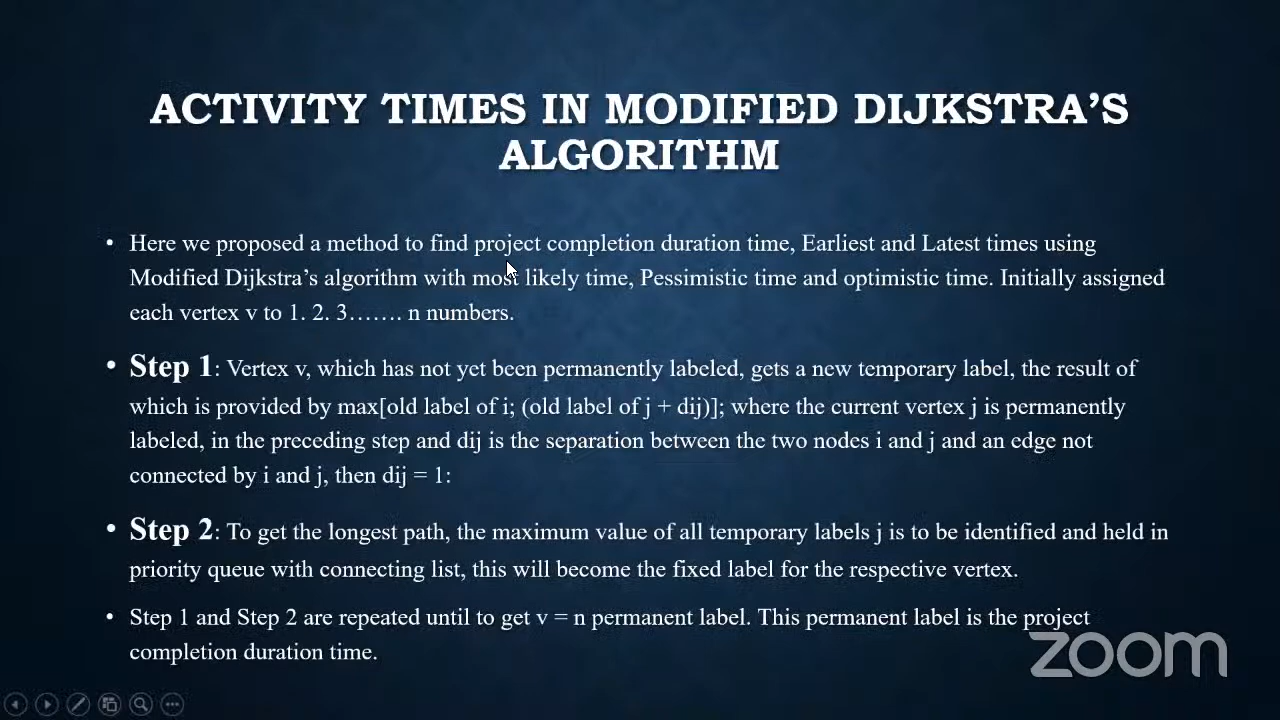 ACTIVITY TIMES IN MODIFIED DIJKSTRA’S
ALGORITHM
• Here we proposed a method to find project completion duration time, Earliest and Latest times using
Modified Dijkstra’s algorithm with most likely time, Pessimistic time and optimistic time. Initially assigned
each vertex v to 1. 2. 3……. n numbers.
• Step 1: Vertex v, which has not yet been permanently labeled, gets a new temporary label, the result of
which is provided by max[old label of i; (old label of j + dij)]; where the current vertex j is permanently
labeled, in the preceding step and dij is the separation between the two nodes i and j and an edge not
connected by i and j, then dij = 1:
• Step 2: To get the longest path, the maximum value of all temporary labels j is to be identified and held in
priority queue with connecting list, this will become the fixed label for the respective vertex.
• Step 1 and Step 2 are repeated until to get v = n permanent label. This permanent label is the project
completion duration time.
zoom